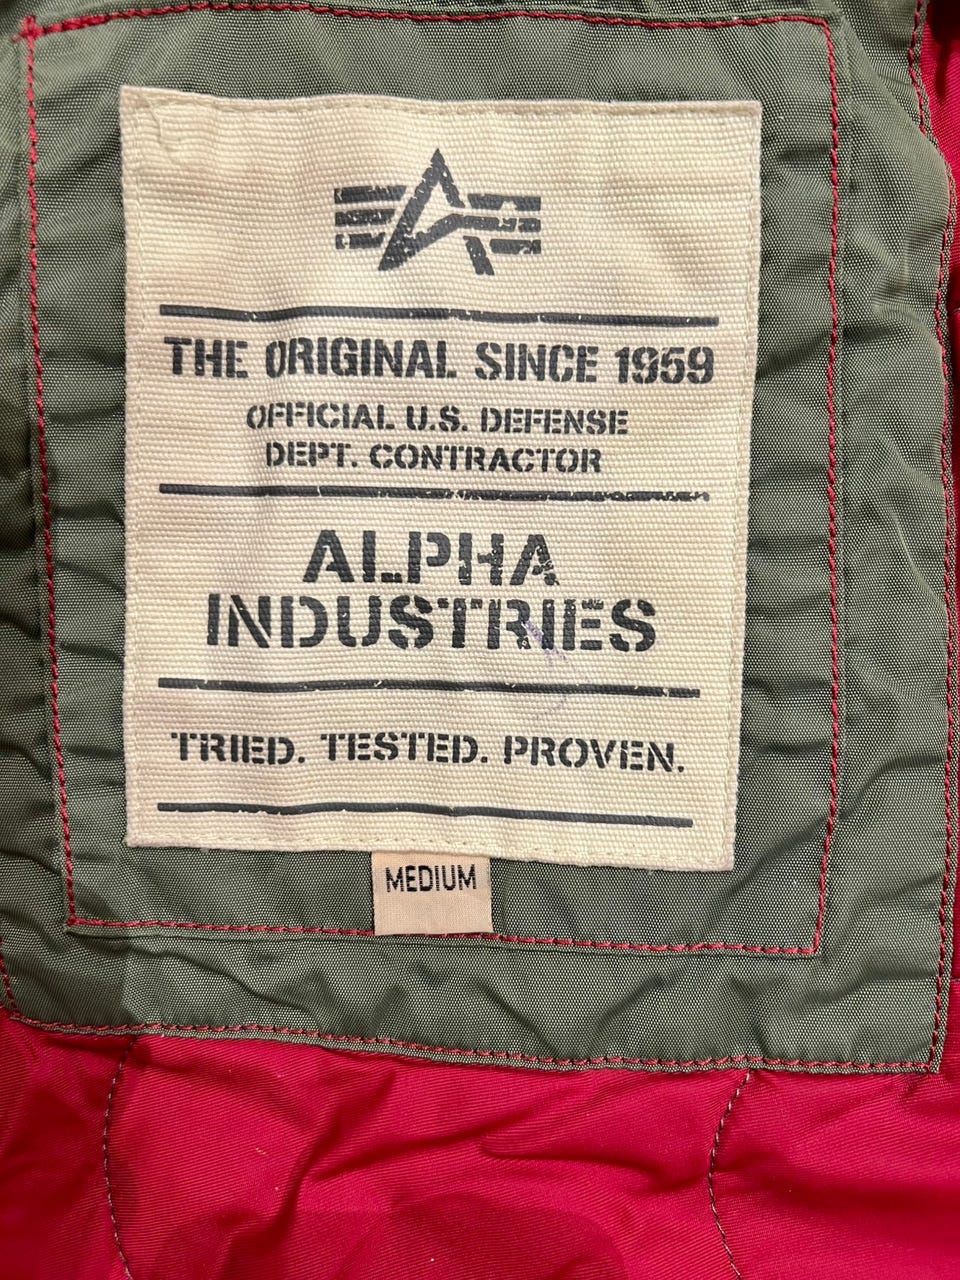 THE ORIGINAL SINCE 1959
OFFICIAL U.S. DEFENSE
DEPT. CONTRACTOR
ALPHA
INDUSTRIES
TRIED. TESTED. PROVEN.
MEDIUM